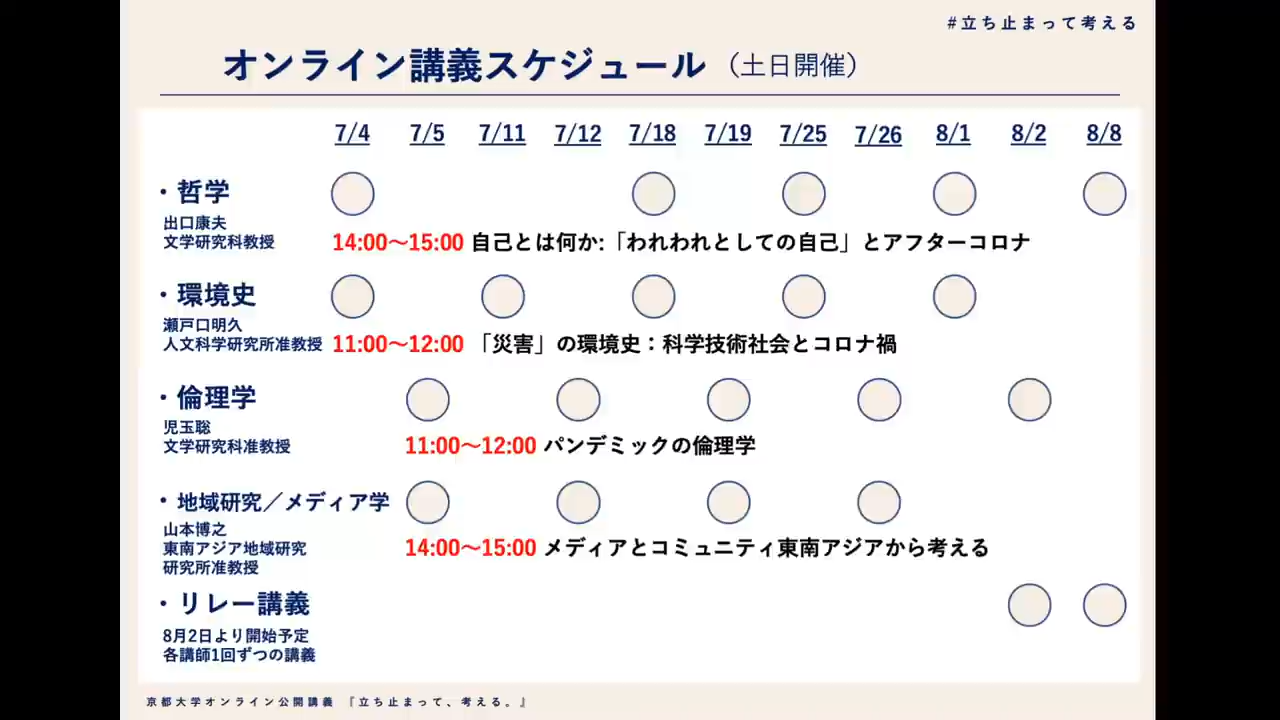 #立ち止まって考える
オンライン講義スケジュール（土日開催）
7/4 7/5 7/11 7/12 7/18 7/19 7/25 7/26 8/1 8/2 8/8
・哲学
出口康夫
文学研究科教授
14:00〜15:00 自己とは何か:「われわれとしての自己」とアフターコロナ
・環境史
瀬戸口明久
人文科学研究所准教授
11:00〜12:00 「災害」の環境史：科学技術社会とコロナ禍
・倫理学
児玉聡
文学研究科准教授
11:00〜12:00 パンデミックの倫理学
・地域研究／メディア学
山本博之
東南アジア地域研究
研究所准教授
14:00〜15:00 メディアとコミュニティ東南アジアから考える
・リレー講義
8月2日より開始予定
各講師1回ずつの講義
京都大学オンライン公開講義 『立ち止まって、考える。』